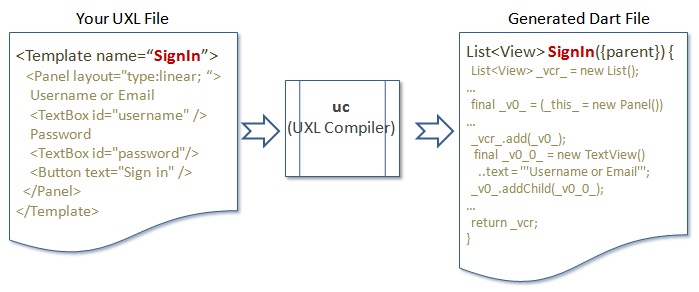 Your UXL File
<Template name=“SignIn”>
<Panel layout="type:linear; “>
Username or Email
<TextBox id="username" />
Password
<TextBox id="password"/>
<Button text="Sign in" />
</Panel>
</Template>
uc
(UXL Compiler)
Generated Dart File
List<View> SignIn({parent}) {
List<View> _vcr_ = new List();
...
final _v0_ = (_this_ = new Panel())
...
_vcr_.add(_v0_);
final _v0_0_ = new TextView()
..text = '''Username or Email''';
_v0_.addChild(_v0_0_);
...
return _vcr;
}